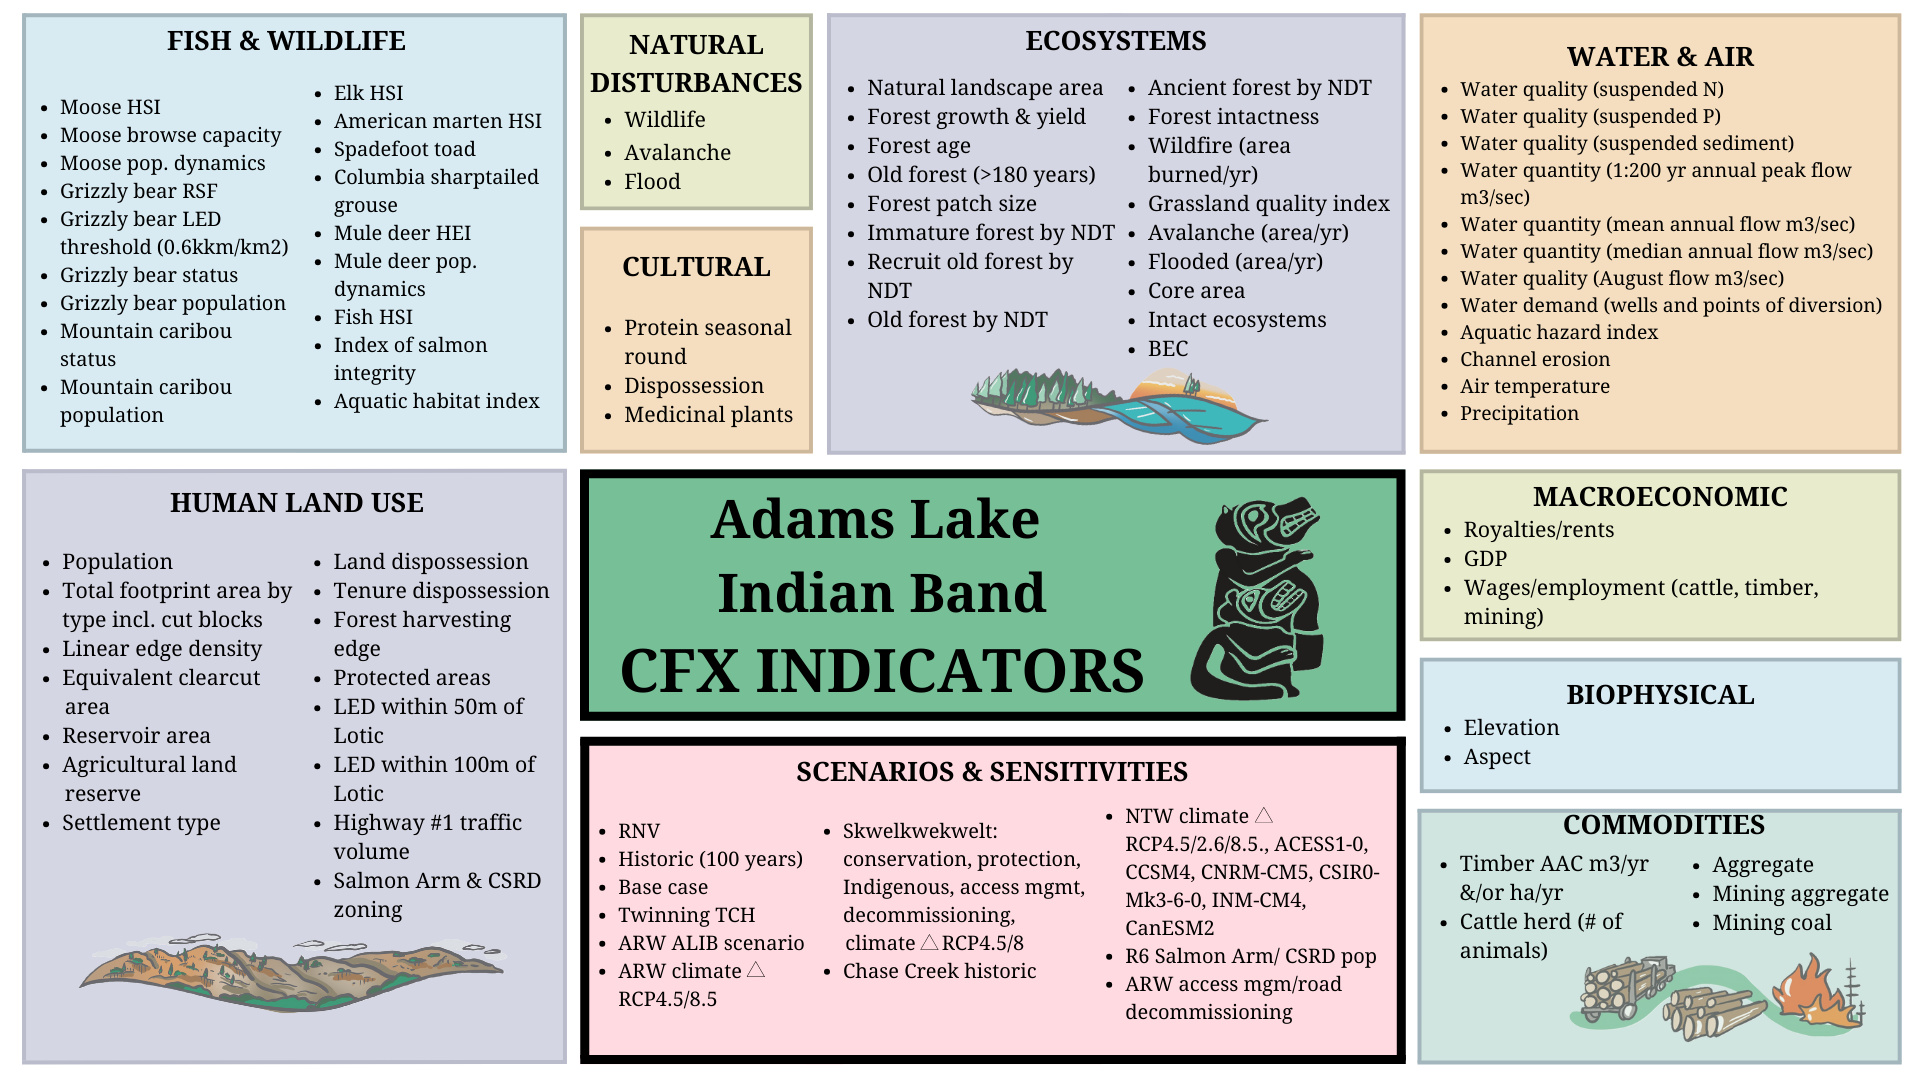 FISH & WILDLIFE
• Moose HSI
• Moose browse capacity
• Moose pop. dynamics
• Grizzly bear RSF
• Grizzly bear LED
threshold (0.6kkm/km2)
• Grizzly bear status
• Grizzly bear population
• Mountain caribou
status
• Mountain caribou
population
• Elk HSI
• American marten HSI
• Spadefoot toad
• Columbia sharptailed
grouse
• Mule deer HEI
• Mule deer pop.
dynamics
• Fish HSI
• Index of salmon
integrity
• Aquatic habitat index
NATURAL
DISTURBANCES
• Wildlife
• Avalanche
• Flood
CULTURAL
• Protein seasonal
round
• Dispossession
• Medicinal plants
ECOSYSTEMS
• Natural landscape area
• Forest growth & yield
• Forest age
• Old forest (>180 years)
• Forest patch size
• Immature forest by NDT
• Recruit old forest by
NDT
• Old forest by NDT
• Ancient forest by NDT
• Forest intactness
• Wildfire (area
burned/yr)
• Grassland quality index
• Avalanche (area/yr)
• Flooded (area/yr)
• Core area
• Intact ecosystems
• BEC
WATER & AIR
• Water quality (suspended N)
• Water quality (suspended P)
• Water quality (suspended sediment)
• Water quantity (1:200 yr annual peak flow
m3/sec)
• Water quantity (mean annual flow m3/sec)
• Water quantity (median annual flow m3/sec)
• Water quality (August flow m3/sec)
• Water demand (wells and points of diversion)
• Aquatic hazard index
• Channel erosion
• Air temperature
• Precipitation
HUMAN LAND USE
• Population
• Total footprint area by
type incl. cut blocks
• Linear edge density
• Equivalent clearcut
area
• Reservoir area
• Agricultural land
reserve
• Settlement type
• Land dispossession
• Tenure dispossession
• Forest harvesting
edge
• Protected areas
• LED within 50m of
Lotic
• LED within 100m of
Lotic
• Highway #1 traffic
volume
• Salmon Arm & CSRD
zoning
Adams Lake
Indian Band
CFX INDICATORS
SCENARIOS & SENSITIVITIES
• RNV
• Historic (100 years)
• Base case
• Twinning TCH
• ARW ALIB scenario
• ARW climate △
RCP4.5/8.5
• Skwelkwekwelt:
conservation, protection,
Indigenous, access mgmt,
decommissioning,
climate △RCP4.5/8
• Chase Creek historic
• NTW climate △
RCP4.5/2.6/8.5., ACESS1-0,
CCSM4, CNRM-CM5, CSIR0-
Mk3-6-0, INM-CM4,
CanESM2
• R6 Salmon Arm/ CSRD pop
• ARW access mgm/road
decommissioning
MACROECONOMIC
• Royalties/rents
• GDP
• Wages/employment (cattle, timber,
mining)
BIOPHYSICAL
• Elevation
• Aspect
COMMODITIES
• Timber AAC m3/yr
&/or ha/yr
• Cattle herd (# of
animals)
• Aggregate
• Mining aggregate
• Mining coal